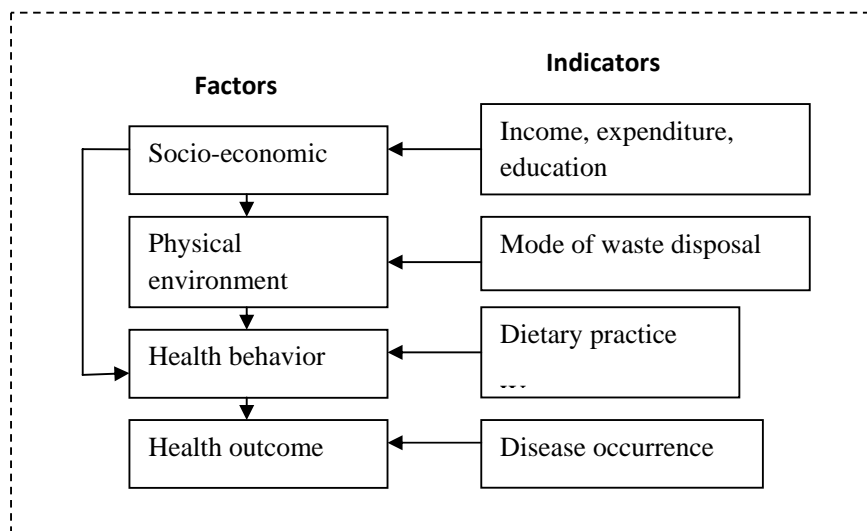 Factors
Indicators
Socio-economic
Income, expenditure,
education
Physical
environment
Mode of waste disposal
Health behavior
Dietary practice
Health outcome
Disease occurrence